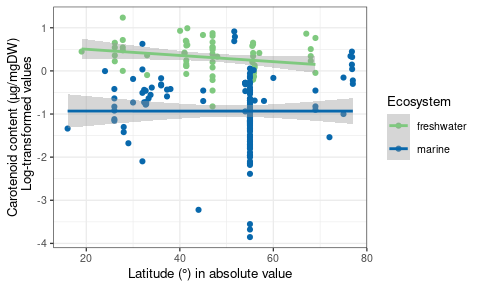 Carotenoid content (µg/mgDW)
Log-transformed values
1
0
-1
-2
-3
-4
20
40
60
80
Latitude (°) in absolute value
Ecosystem
freshwater
marine